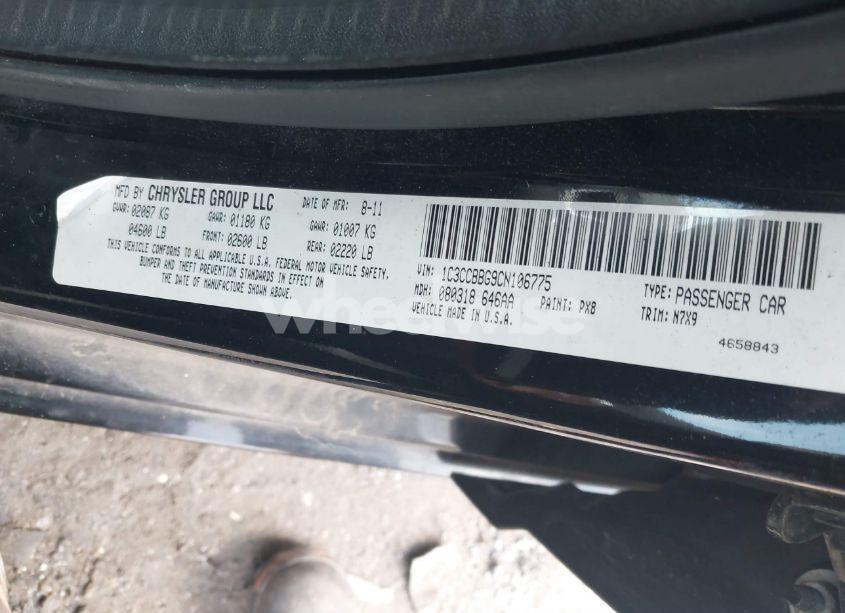 MFD BY CHRYSLER GROUP LLC
DATE OF MFR: 8-11
GVWR: 02087 KG
GAWR: 01180 KG
GAWR: 01007 KG
04600 LB
FRONT: 02600 LB
REAR: 02220 LB
THIS VEHICLE CONFORMS TO ALL APPLICABLE U.S.A. FEDERAL MOTOR VEHICLE SAFETY,
BUMPER AND THEFT PREVENTION STANDARDS IN EFFECT ON
THE DATE OF MANUFACTURE SHOWN ABOVE.
VIN: 1C3CCBBG9CN106775
TYPE: PASSENGER CAR
MDH: 080318 646AA
PAINT: PX8
TRIM: N7X9
VEHICLE MADE IN U.S.A.
4658843
wheelwise